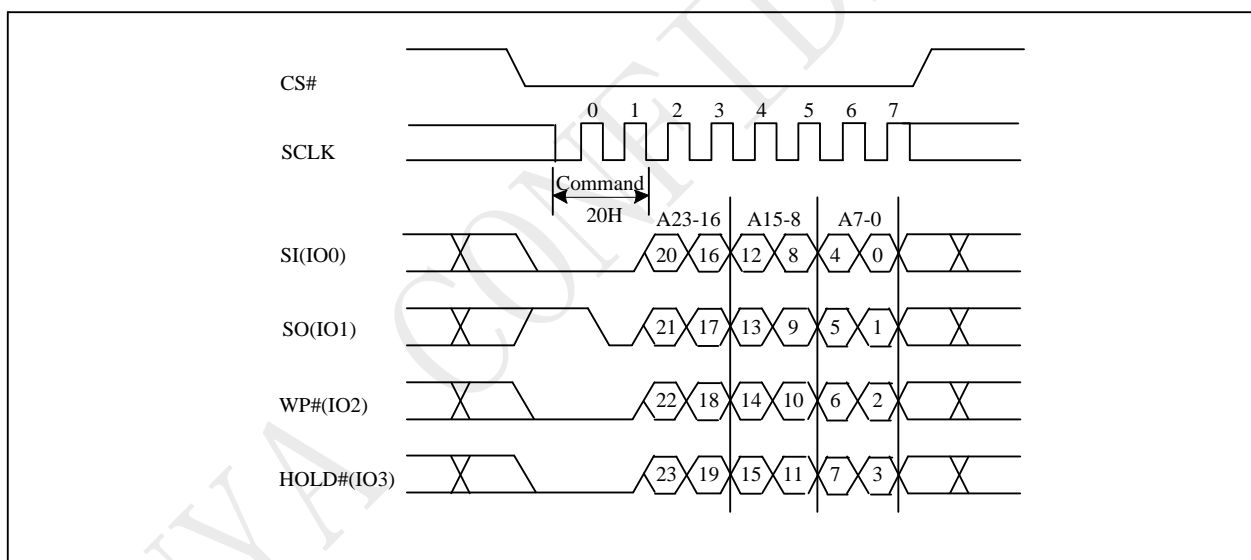 CS#
0 1 2 3 4 5 6 7
SCLK
Command
20H
A23-16 A15-8 A7-0
SI(IO0) 20 16 12 8 4 0
SO(IO1) 21 17 13 9 5 1
WP#(IO2) 22 18 14 10 6 2
HOLD#(IO3) 23 19 15 11 7 3